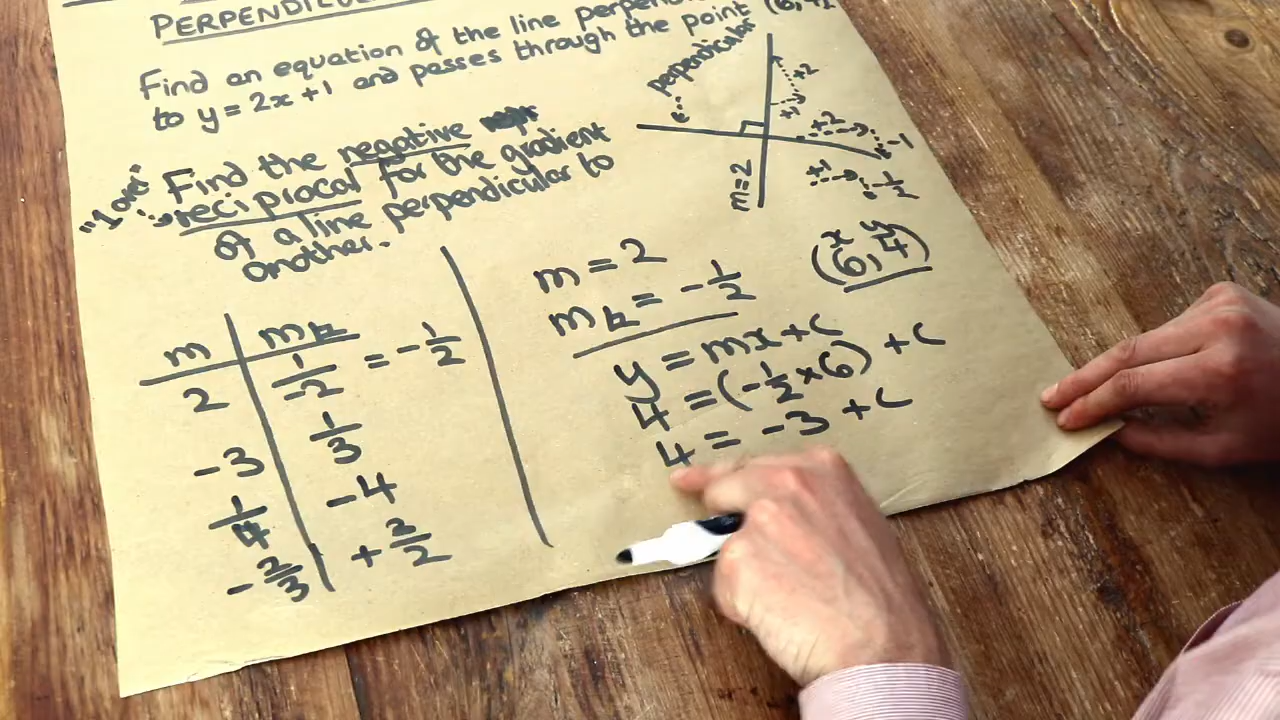 PERPENDICUL
Find an equation of the line perpendic
to y = 2x + 1 and passes through the point (6, 4)
"1 over"
Find the negative
reciprocal for the gradient
of a line perpendicular to
another.
perpendicular
+2
+1
+2
-1
+1
-1/2
m = 2
m m⊥
2 1/-2 = -1/2
-3 1/3
1/4 -4
-2/3 + 3/2
m = 2
m⊥ = -1/2
x y
(6, 4)
y = mx + c
4 = (-1/2 × 6) + c
4 = -3 + c